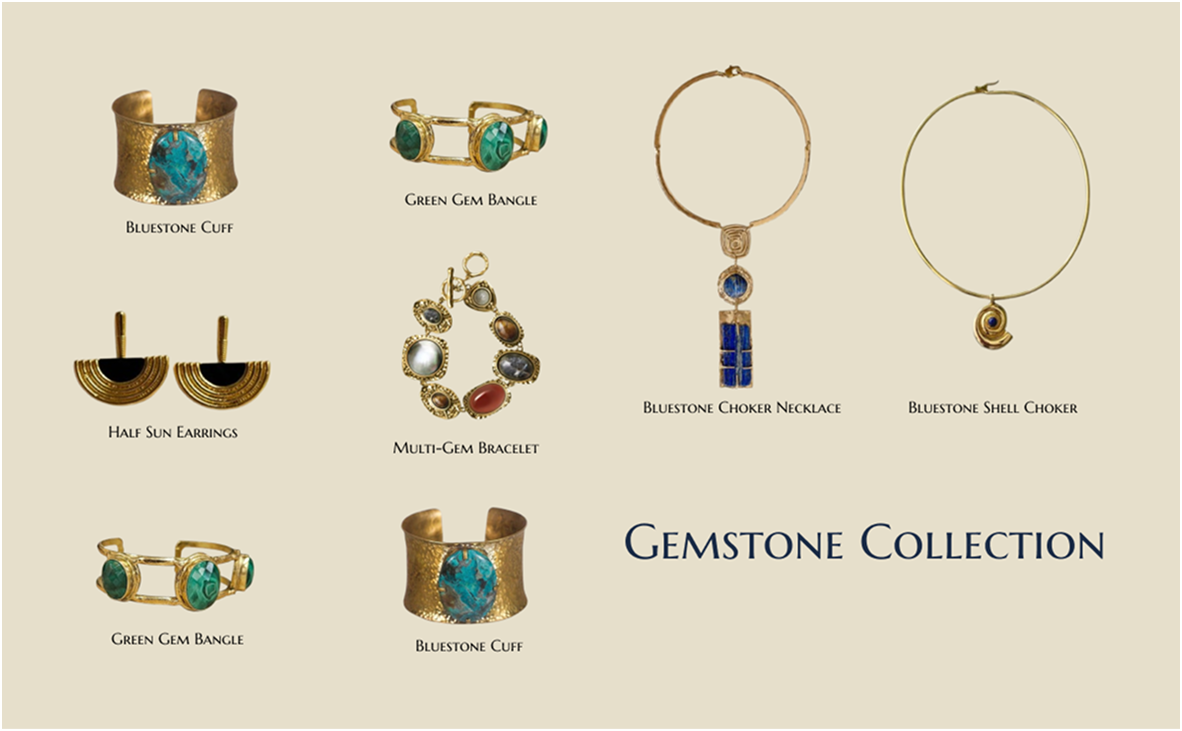 Bluestone Cuff
Green Gem Bangle
Half Sun Earrings
Multi-Gem Bracelet
Bluestone Choker Necklace
Bluestone Shell Choker
Green Gem Bangle
Bluestone Cuff
Gemstone Collection